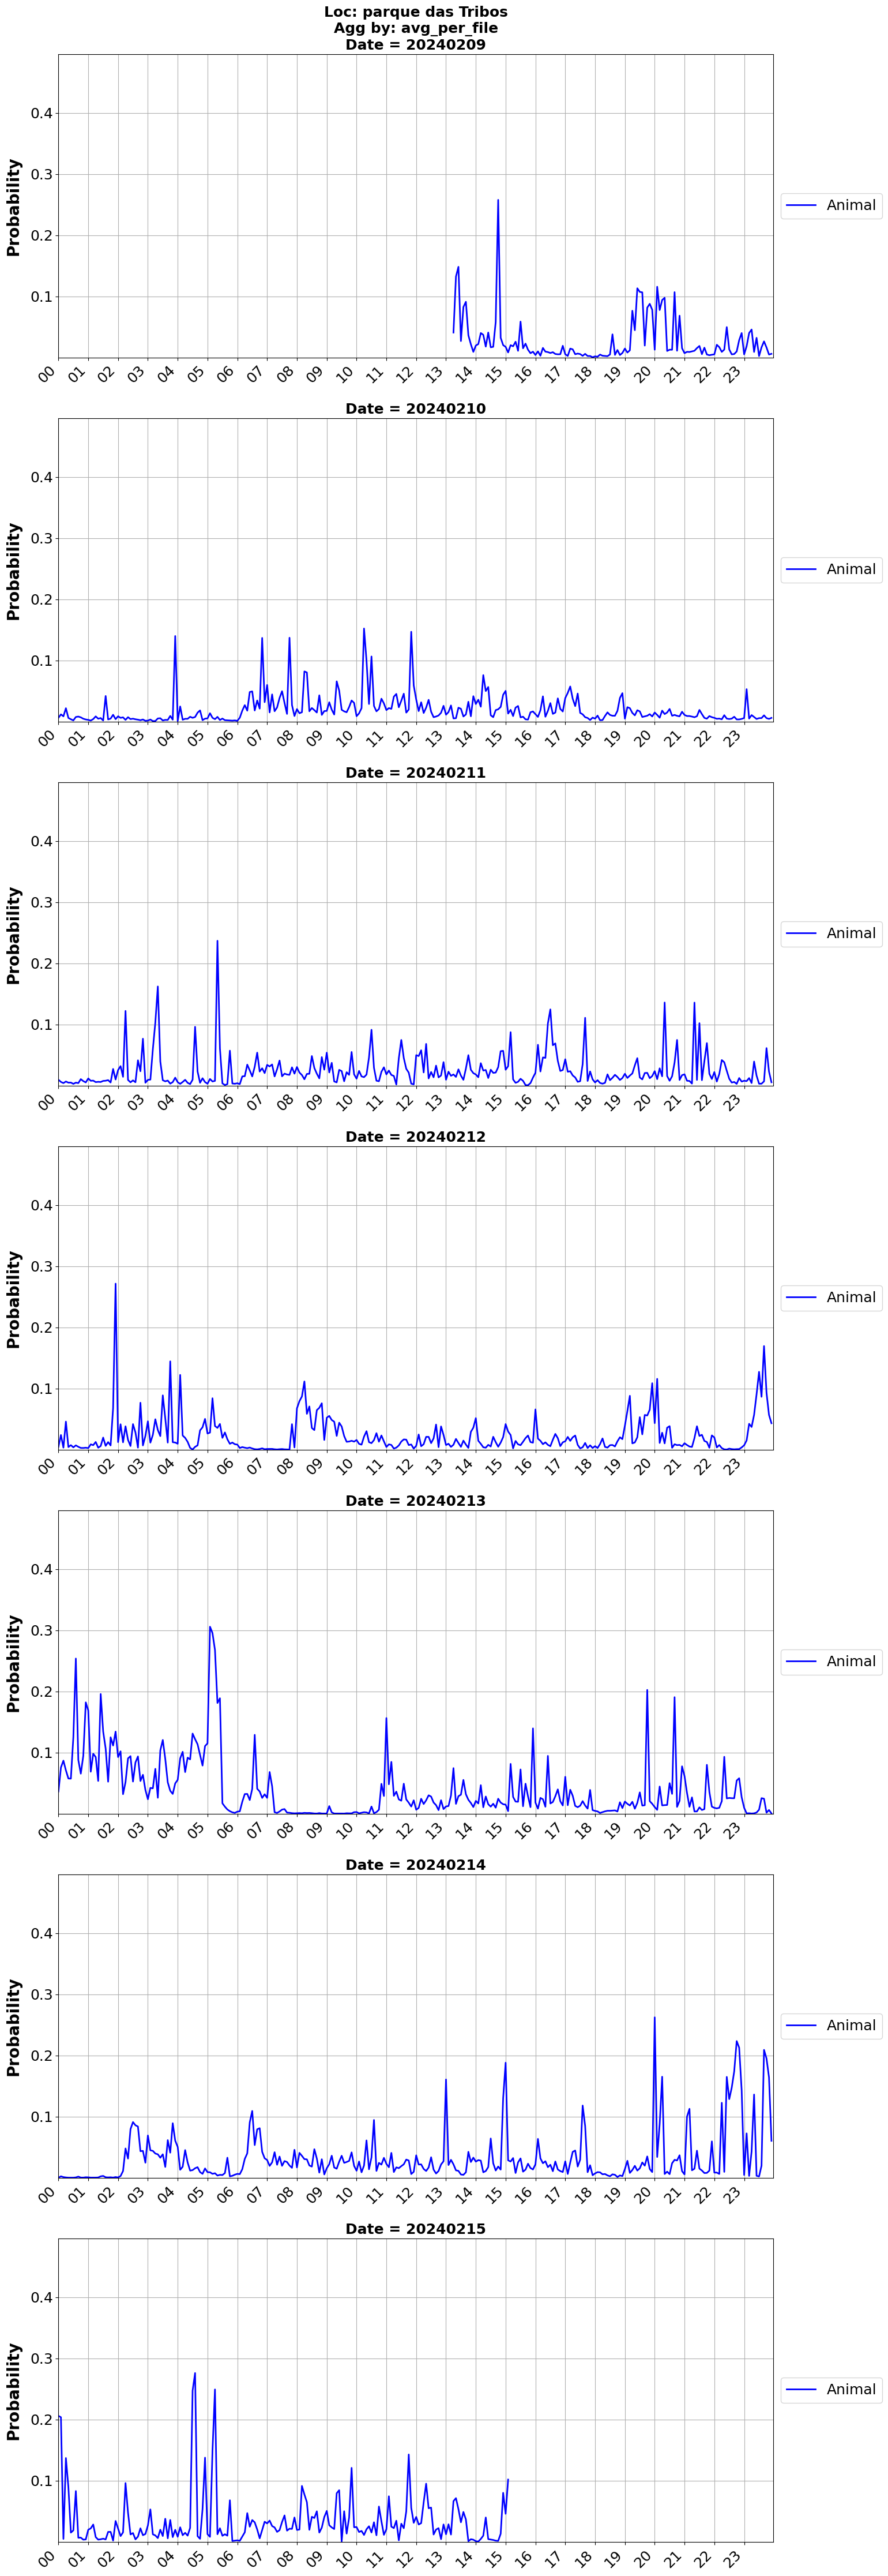 Loc: parque das Tribos
Agg by: avg_per_file
Date = 20240209
Probability
0.4
0.3
0.2
0.1
Animal
00 01 02 03 04 05 06 07 08 09 10 11 12 13 14 15 16 17 18 19 20 21 22 23
Date = 20240210
Probability
0.4
0.3
0.2
0.1
Animal
00 01 02 03 04 05 06 07 08 09 10 11 12 13 14 15 16 17 18 19 20 21 22 23
Date = 20240211
Probability
0.4
0.3
0.2
0.1
Animal
00 01 02 03 04 05 06 07 08 09 10 11 12 13 14 15 16 17 18 19 20 21 22 23
Date = 20240212
Probability
0.4
0.3
0.2
0.1
Animal
00 01 02 03 04 05 06 07 08 09 10 11 12 13 14 15 16 17 18 19 20 21 22 23
Date = 20240213
Probability
0.4
0.3
0.2
0.1
Animal
00 01 02 03 04 05 06 07 08 09 10 11 12 13 14 15 16 17 18 19 20 21 22 23
Date = 20240214
Probability
0.4
0.3
0.2
0.1
Animal
00 01 02 03 04 05 06 07 08 09 10 11 12 13 14 15 16 17 18 19 20 21 22 23
Date = 20240215
Probability
0.4
0.3
0.2
0.1
Animal
00 01 02 03 04 05 06 07 08 09 10 11 12 13 14 15 16 17 18 19 20 21 22 23